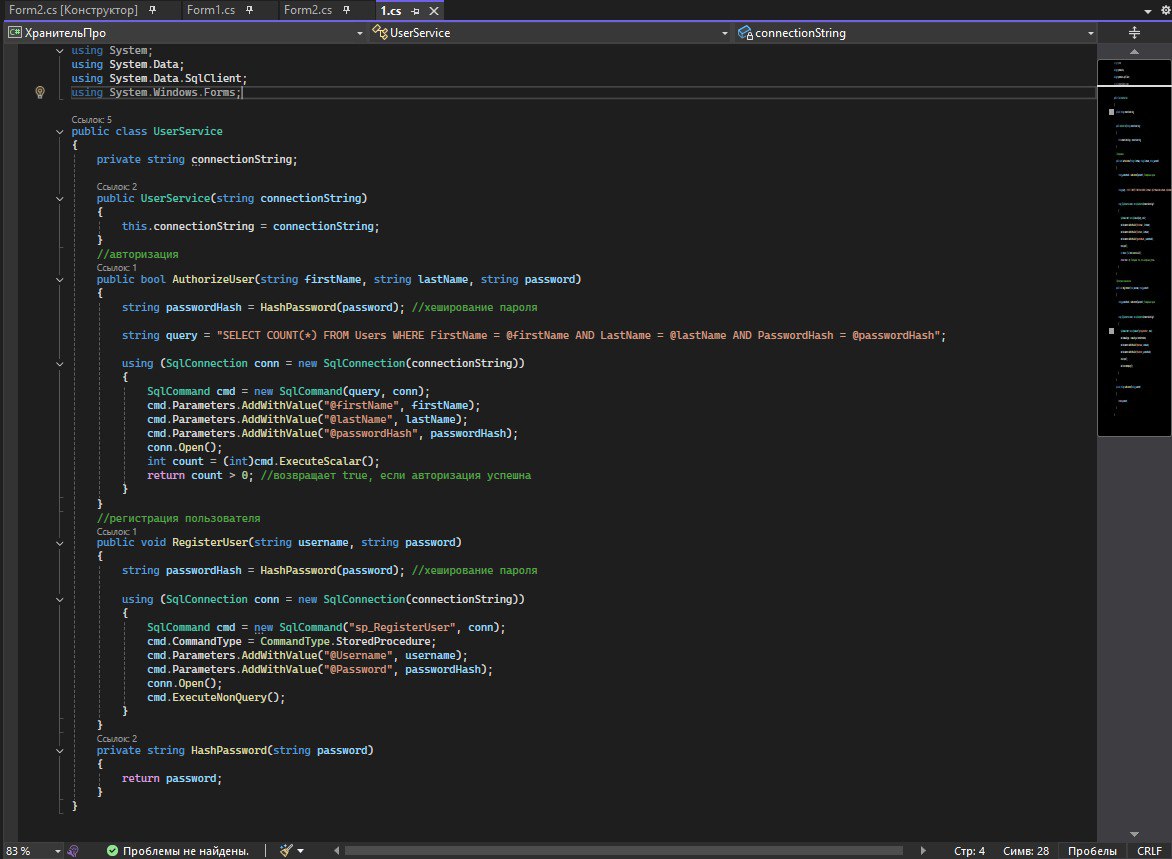 Form2.cs [Конструктор]
Form1.cs
Form2.cs
1.cs
ХранительПро
UserService
connectionString
using System;
using System.Data;
using System.Data.SqlClient;
using System.Windows.Forms;
Ссылок: 5
public class UserService
{
private string connectionString;
Ссылок: 2
public UserService(string connectionString)
{
this.connectionString = connectionString;
}
//авторизация
Ссылок: 1
public bool AuthorizeUser(string firstName, string lastName, string password)
{
string passwordHash = HashPassword(password); //хеширование пароля
string query = "SELECT COUNT(*) FROM Users WHERE FirstName = @firstName AND LastName = @lastName AND PasswordHash = @passwordHash";
using (SqlConnection conn = new SqlConnection(connectionString))
{
SqlCommand cmd = new SqlCommand(query, conn);
cmd.Parameters.AddWithValue("@firstName", firstName);
cmd.Parameters.AddWithValue("@lastName", lastName);
cmd.Parameters.AddWithValue("@passwordHash", passwordHash);
conn.Open();
int count = (int)cmd.ExecuteScalar();
return count > 0; //возвращает true, если авторизация успешна
}
}
//регистрация пользователя
Ссылок: 1
public void RegisterUser(string username, string password)
{
string passwordHash = HashPassword(password); //хеширование пароля
using (SqlConnection conn = new SqlConnection(connectionString))
{
SqlCommand cmd = new SqlCommand("sp_RegisterUser", conn);
cmd.CommandType = CommandType.StoredProcedure;
cmd.Parameters.AddWithValue("@Username", username);
cmd.Parameters.AddWithValue("@Password", passwordHash);
conn.Open();
cmd.ExecuteNonQuery();
}
}
Ссылок: 2
private string HashPassword(string password)
{
return password;
}
}
83 %
Проблемы не найдены.
Стр: 4
Симв: 28
Пробелы
CRLF